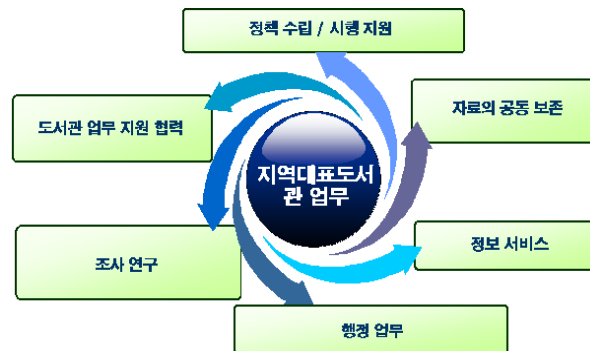 정책 수립 / 시행 지원
자료의 공동 보존
도서관 업무 지원 협력
지역대표도서
관 업무
정보 서비스
조사 연구
행정 업무